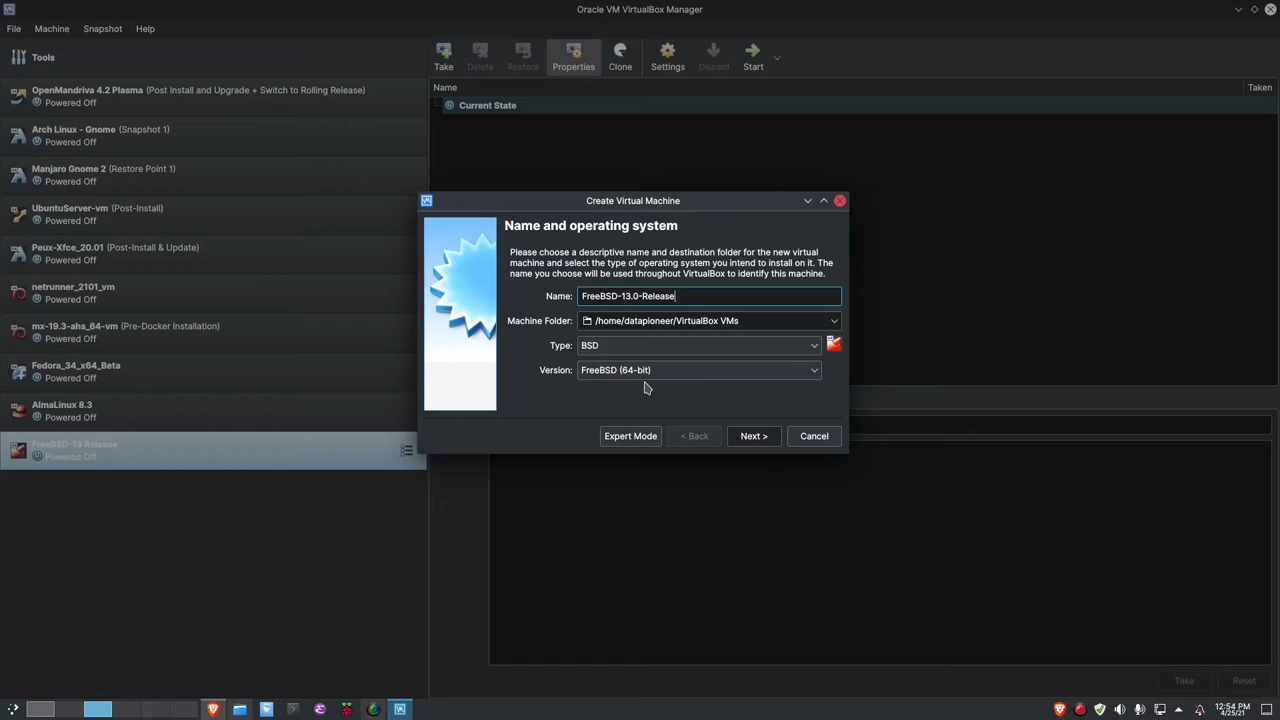 Oracle VM VirtualBox Manager
File Machine Snapshot Help
Tools
Take Delete Restore Properties Clone Settings Discard Start
Name Taken
Current State
OpenMandriva 4.2 Plasma (Post Install and Upgrade + Switch to Rolling Release)
Powered Off
Arch Linux - Gnome (Snapshot 1)
Powered Off
Manjaro Gnome 2 (Restore Point 1)
Powered Off
UbuntuServer-vm (Post-Install)
Powered Off
Peux-Xfce_20.01 (Post-Install & Update)
Powered Off
netrunner_2101_vm
Powered Off
mx-19.3-ahs_64-vm (Pre-Docker Installation)
Powered Off
Fedora_34_x64_Beta
Powered Off
AlmaLinux 8.3
Powered Off
FreeBSD-13 Release
Powered Off
Create Virtual Machine
Name and operating system
Please choose a descriptive name and destination folder for the new virtual
machine and select the type of operating system you intend to install on it. The
name you choose will be used throughout VirtualBox to identify this machine.
Name: FreeBSD-13.0-Release
Machine Folder: /home/datapioneer/VirtualBox VMs
Type: BSD
Version: FreeBSD (64-bit)
Expert Mode < Back Next > Cancel
Take Reset
12:54 PM
4/25/21